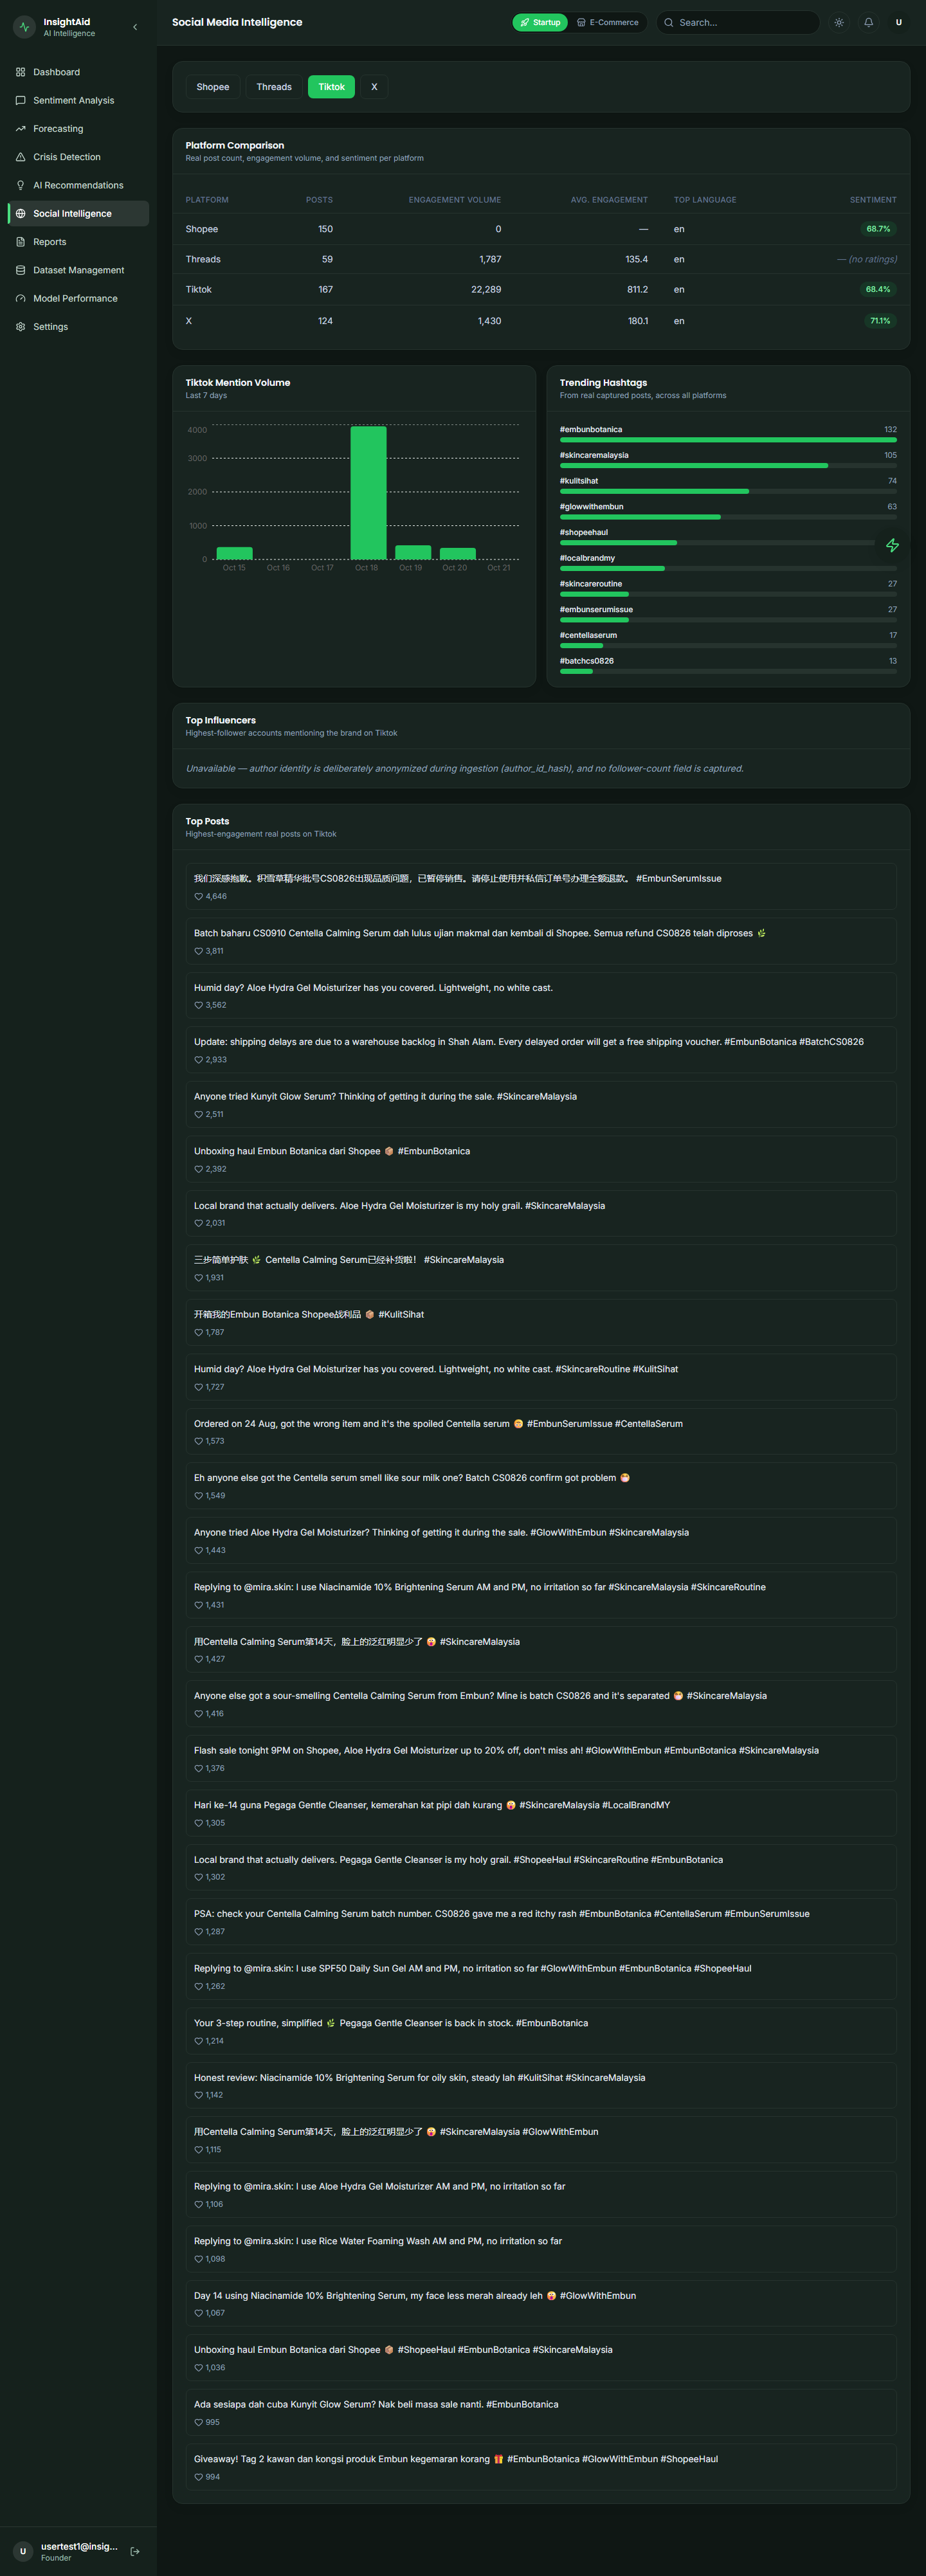 InsightAid
AI Intelligence
Dashboard
Sentiment Analysis
Forecasting
Crisis Detection
AI Recommendations
Social Intelligence
Reports
Dataset Management
Model Performance
Settings
U
usertest1@insig...
Founder
Social Media Intelligence
Startup
E-Commerce
Search...
U
Shopee
Threads
Tiktok
X
Platform Comparison
Real post count, engagement volume, and sentiment per platform
PLATFORM POSTS ENGAGEMENT VOLUME AVG. ENGAGEMENT TOP LANGUAGE SENTIMENT
Shopee 150 0 — en 68.7%
Threads 59 1,787 135.4 en — (no ratings)
Tiktok 167 22,289 811.2 en 68.4%
X 124 1,430 180.1 en 71.1%
Tiktok Mention Volume
Last 7 days
4000
3000
2000
1000
0
Oct 15 Oct 16 Oct 17 Oct 18 Oct 19 Oct 20 Oct 21
Trending Hashtags
From real captured posts, across all platforms
#embunbotanica 132
#skincaremalaysia 105
#kulitsihat 74
#glowwithembun 63
#shopeehaul
#localbrandmy
#skincareroutine 27
#embunserumissue 27
#centellaserum 17
#batchcs0826 13
Top Influencers
Highest-follower accounts mentioning the brand on Tiktok
Unavailable — author identity is deliberately anonymized during ingestion (author_id_hash), and no follower-count field is captured.
Top Posts
Highest-engagement real posts on Tiktok
我们深感抱歉。积雪草精华批号CS0826出现品质问题，已暂停销售。请停止使用并私信订单号办理全额退款。 #EmbunSerumIssue
4,646
Batch baharu CS0910 Centella Calming Serum dah lulus ujian makmal dan kembali di Shopee. Semua refund CS0826 telah diproses 🌿
3,811
Humid day? Aloe Hydra Gel Moisturizer has you covered. Lightweight, no white cast.
3,562
Update: shipping delays are due to a warehouse backlog in Shah Alam. Every delayed order will get a free shipping voucher. #EmbunBotanica #BatchCS0826
2,933
Anyone tried Kunyit Glow Serum? Thinking of getting it during the sale. #SkincareMalaysia
2,511
Unboxing haul Embun Botanica dari Shopee 📦 #EmbunBotanica
2,392
Local brand that actually delivers. Aloe Hydra Gel Moisturizer is my holy grail. #SkincareMalaysia
2,031
三步简单护肤 🌿 Centella Calming Serum已经补货啦！ #SkincareMalaysia
1,931
开箱我的Embun Botanica Shopee战利品 📦 #KulitSihat
1,787
Humid day? Aloe Hydra Gel Moisturizer has you covered. Lightweight, no white cast. #SkincareRoutine #KulitSihat
1,727
Ordered on 24 Aug, got the wrong item and it's the spoiled Centella serum #EmbunSerumIssue #CentellaSerum
1,573
Eh anyone else got the Centella serum smell like sour milk one? Batch CS0826 confirm got problem 😷
1,549
Anyone tried Aloe Hydra Gel Moisturizer? Thinking of getting it during the sale. #GlowWithEmbun #SkincareMalaysia
1,443
Replying to @mira.skin: I use Niacinamide 10% Brightening Serum AM and PM, no irritation so far #SkincareMalaysia #SkincareRoutine
1,431
用Centella Calming Serum第14天，脸上的泛红明显少了 😱 #SkincareMalaysia
1,427
Anyone else got a sour-smelling Centella Calming Serum from Embun? Mine is batch CS0826 and it's separated 😷 #SkincareMalaysia
1,416
Flash sale tonight 9PM on Shopee, Aloe Hydra Gel Moisturizer up to 20% off, don't miss ah! #GlowWithEmbun #EmbunBotanica #SkincareMalaysia
1,376
Hari ke-14 guna Pegaga Gentle Cleanser, kemerahan kat pipi dah kurang 😱 #SkincareMalaysia #LocalBrandMY
1,305
Local brand that actually delivers. Pegaga Gentle Cleanser is my holy grail. #ShopeeHaul #SkincareRoutine #EmbunBotanica
1,302
PSA: check your Centella Calming Serum batch number. CS0826 gave me a red itchy rash #EmbunBotanica #CentellaSerum #EmbunSerumIssue
1,287
Replying to @mira.skin: I use SPF50 Daily Sun Gel AM and PM, no irritation so far #GlowWithEmbun #EmbunBotanica #ShopeeHaul
1,262
Your 3-step routine, simplified 🌿 Pegaga Gentle Cleanser is back in stock. #EmbunBotanica
1,214
Honest review: Niacinamide 10% Brightening Serum for oily skin, steady lah #KulitSihat #SkincareMalaysia
1,142
用Centella Calming Serum第14天，脸上的泛红明显少了 😱 #SkincareMalaysia #GlowWithEmbun
1,115
Replying to @mira.skin: I use Aloe Hydra Gel Moisturizer AM and PM, no irritation so far
1,106
Replying to @mira.skin: I use Rice Water Foaming Wash AM and PM, no irritation so far
1,098
Day 14 using Niacinamide 10% Brightening Serum, my face less merah already leh 😱 #GlowWithEmbun
1,067
Unboxing haul Embun Botanica dari Shopee 📦 #ShopeeHaul #EmbunBotanica #SkincareMalaysia
1,036
Ada sesiapa dah cuba Kunyit Glow Serum? Nak beli masa sale nanti. #EmbunBotanica
995
Giveaway! Tag 2 kawan dan kongsi produk Embun kegemaran korang 🎁 #EmbunBotanica #GlowWithEmbun #ShopeeHaul
994